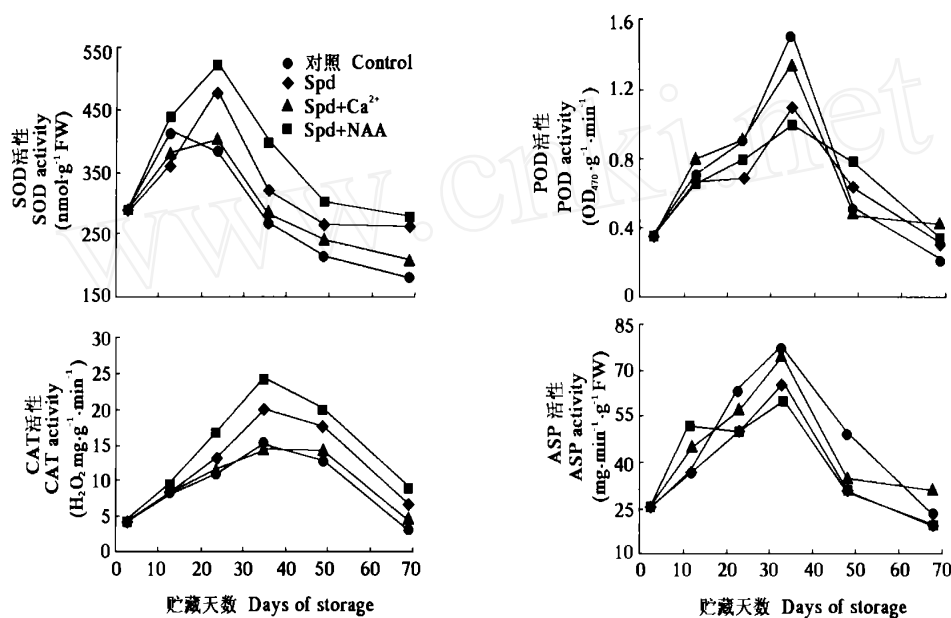 550
450
350
250
150
SOD活性
SOD activity
(nmol·g⁻¹ FW)
对照 Control
Spd
Spd+Ca²⁺
Spd+NAA
1.6
1.2
0.8
0.4
0
POD活性
POD activity
(OD₄₇₀·g⁻¹·min⁻¹)
30
25
20
15
10
5
0
CAT活性
CAT activity
(H₂O₂ mg·g⁻¹·min⁻¹)
0 10 20 30 40 50 60 70
贮藏天数 Days of storage
85
70
55
40
25
10
ASP 活性
ASP activity
(mg·min⁻¹·g⁻¹ FW)
0 10 20 30 40 50 60 70
贮藏天数 Days of storage
www.cnki.net